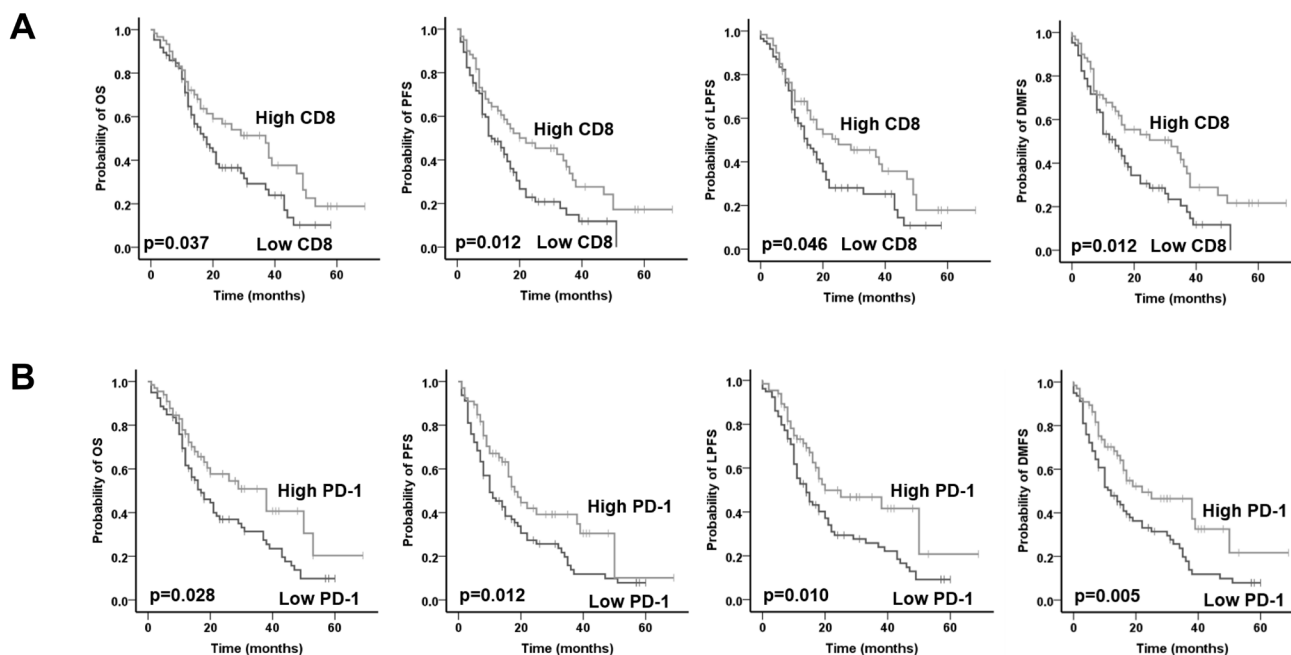 A
Probability of OS
1.0
0.8
0.6
0.4
0.2
0.0
High CD8
Low CD8
p=0.037
0 20 40 60
Time (months)
Probability of PFS
1.0
0.8
0.6
0.4
0.2
0.0
High CD8
Low CD8
p=0.012
0 20 40 60
Time (months)
Probability of LPFS
1.0
0.8
0.6
0.4
0.2
0.0
High CD8
Low CD8
p=0.046
0 20 40 60
Time (months)
Probability of DMFS
1.0
0.8
0.6
0.4
0.2
0.0
High CD8
Low CD8
p=0.012
0 20 40 60
Time (months)
B
Probability of OS
1.0
0.8
0.6
0.4
0.2
0.0
High PD-1
Low PD-1
p=0.028
0 20 40 60
Time (months)
Probability of PFS
1.0
0.8
0.6
0.4
0.2
0.0
High PD-1
Low PD-1
p=0.012
0 20 40 60
Time (months)
Probability of LPFS
1.0
0.8
0.6
0.4
0.2
0.0
High PD-1
Low PD-1
p=0.010
0 20 40 60
Time (months)
Probability of DMFS
1.0
0.8
0.6
0.4
0.2
0.0
High PD-1
Low PD-1
p=0.005
0 20 40 60
Time (months)